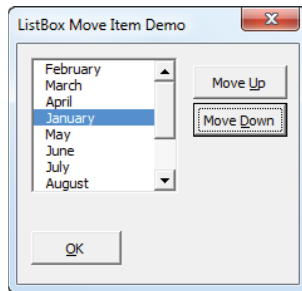 ListBox Move Item Demo
February
March
April
January
May
June
July
August
Move Up
Move Down
OK